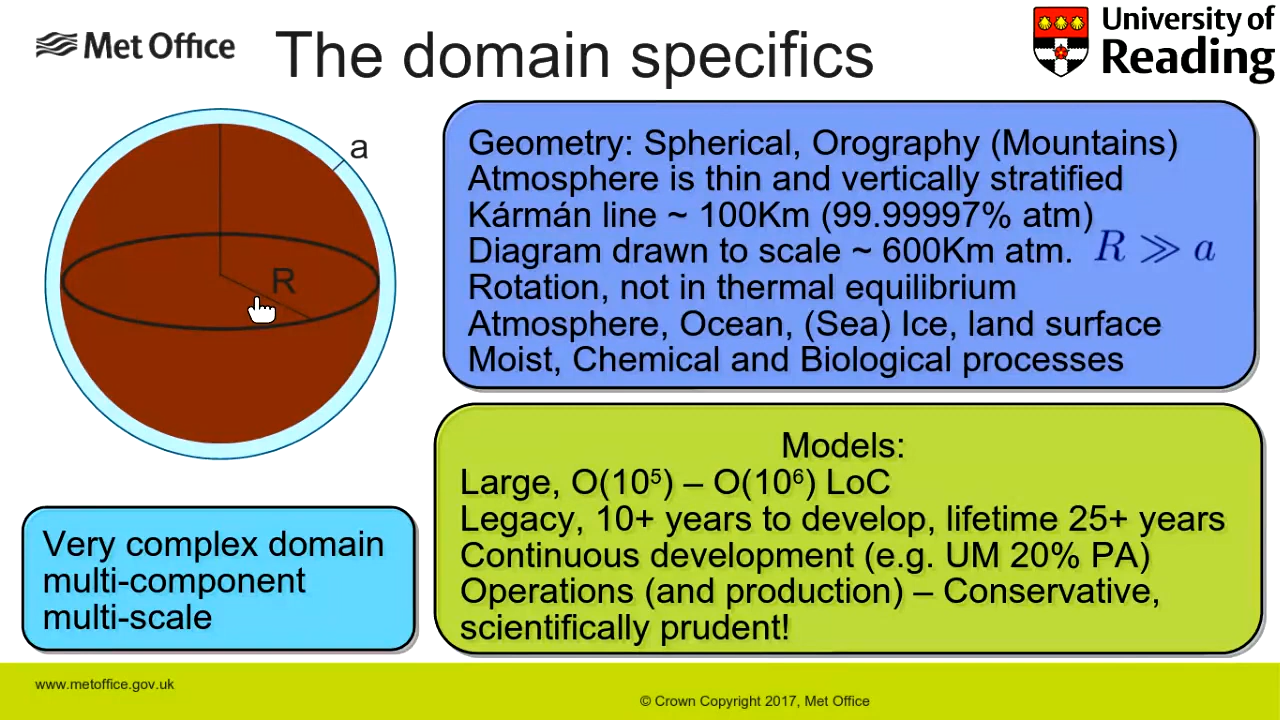 Met Office
The domain specifics
University of
Reading
a
R
Geometry: Spherical, Orography (Mountains)
Atmosphere is thin and vertically stratified
Kármán line ~ 100Km (99.99997% atm)
Diagram drawn to scale ~ 600Km atm. R ≫ a
Rotation, not in thermal equilibrium
Atmosphere, Ocean, (Sea) Ice, land surface
Moist, Chemical and Biological processes
Models:
Large, O(10⁵) – O(10⁶) LoC
Legacy, 10+ years to develop, lifetime 25+ years
Continuous development (e.g. UM 20% PA)
Operations (and production) – Conservative,
scientifically prudent!
Very complex domain
multi-component
multi-scale
www.metoffice.gov.uk
© Crown Copyright 2017, Met Office